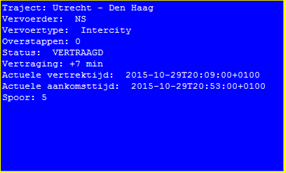 Traject: Utrecht - Den Haag
Vervoerder: NS
Vervoertype: Intercity
Overstappen: 0
Status: VERTRAAGD
Vertraging: +7 min
Actuele vertrektijd: 2015-10-29T20:09:00+0100
Actuele aankomsttijd: 2015-10-29T20:53:00+0100
Spoor: 5